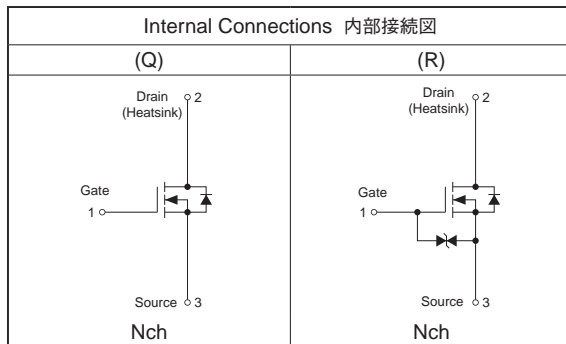 Internal Connections 内部接続図
(Q)
(R)
Drain
(Heatsink)
2
Gate
1
Source 3
Nch
Drain
(Heatsink)
2
Gate
1
Source 3
Nch